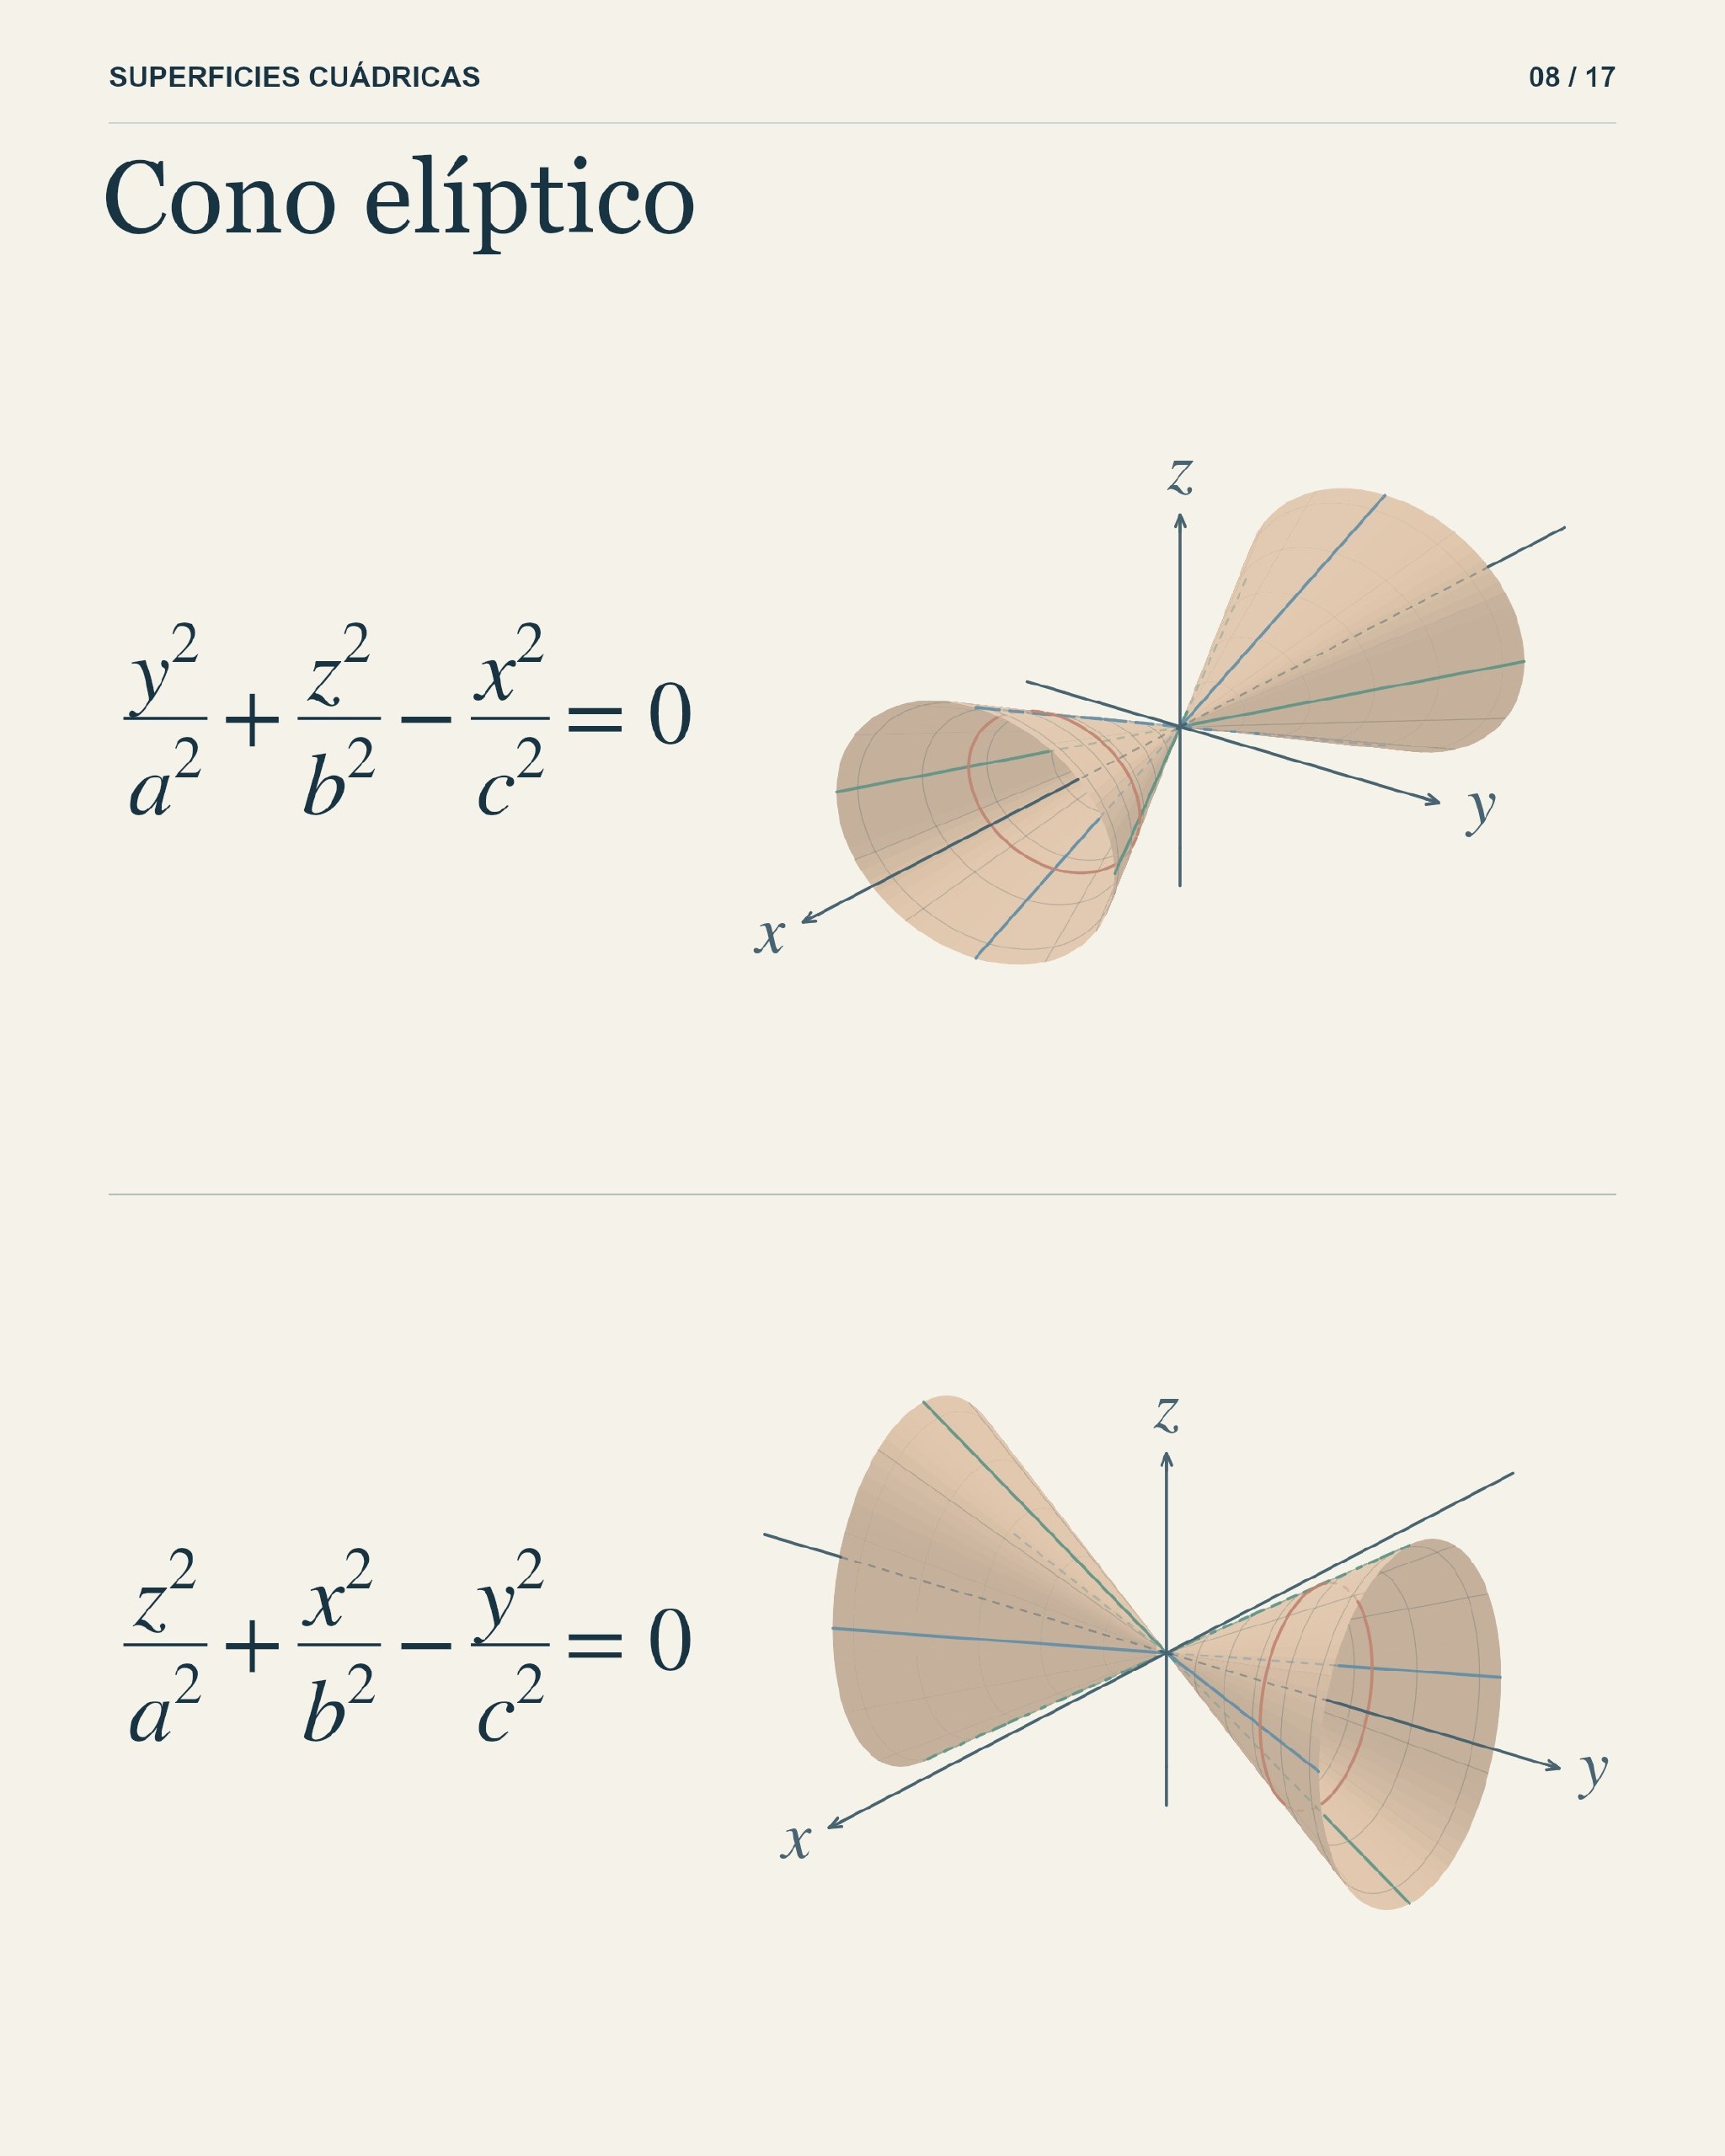 SUPERFICIES CUÁDRICAS
08 / 17
Cono elíptico
y²/a² + z²/b² − x²/c² = 0
z
y
x
z²/a² + x²/b² − y²/c² = 0
z
y
x